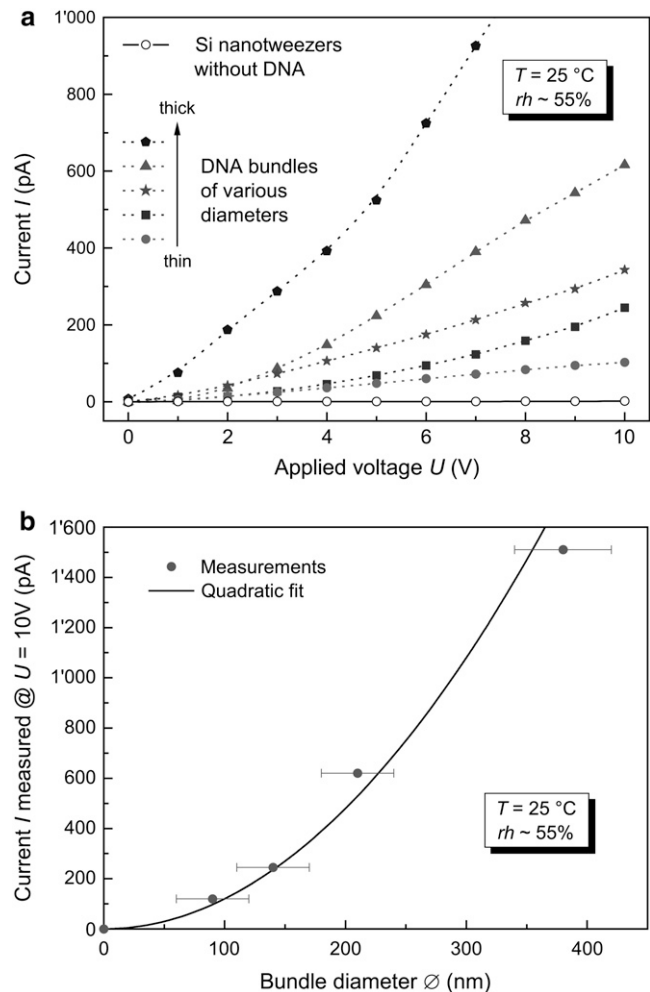 a
1'000
800
600
400
200
0
Current I (pA)
Si nanotweezers
without DNA
thick
DNA bundles
of various
diameters
thin
T = 25 °C
rh ~ 55%
0 2 4 6 8 10
Applied voltage U (V)
b
1'600
1'400
1'200
1'000
800
600
400
200
0
Current I measured @ U = 10V (pA)
Measurements
Quadratic fit
T = 25 °C
rh ~ 55%
0 100 200 300 400
Bundle diameter ∅ (nm)